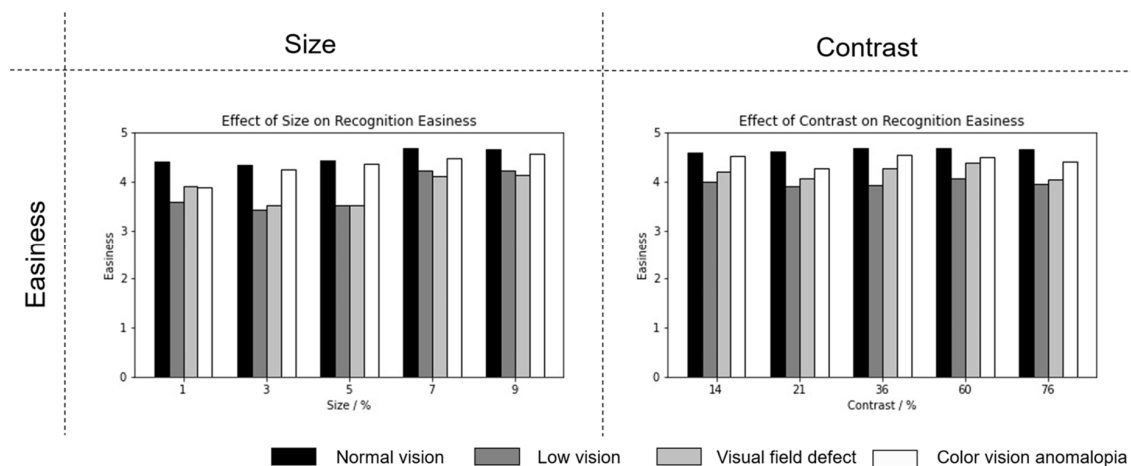 Size
Contrast
Easiness
Effect of Size on Recognition Easiness
Easiness
5
4
3
2
1
0
1 3 5 7 9
Size / %
Effect of Contrast on Recognition Easiness
Easiness
5
4
3
2
1
0
14 21 36 60 76
Contrast / %
Normal vision Low vision Visual field defect Color vision anomalopia